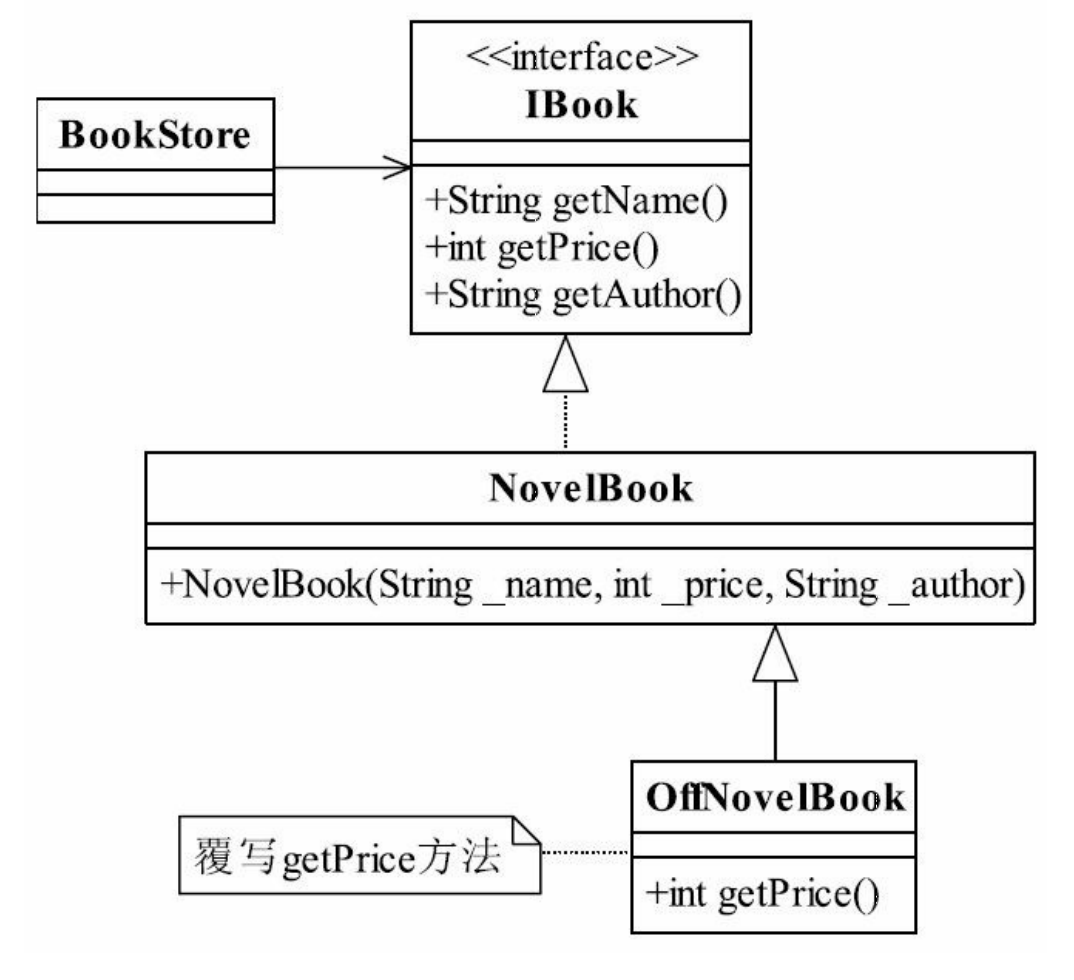 <<interface>>
IBook
BookStore
+String getName()
+int getPrice()
+String getAuthor()
NovelBook
+NovelBook(String _name, int _price, String _author)
OffNovelBook
覆写getPrice方法
+int getPrice()